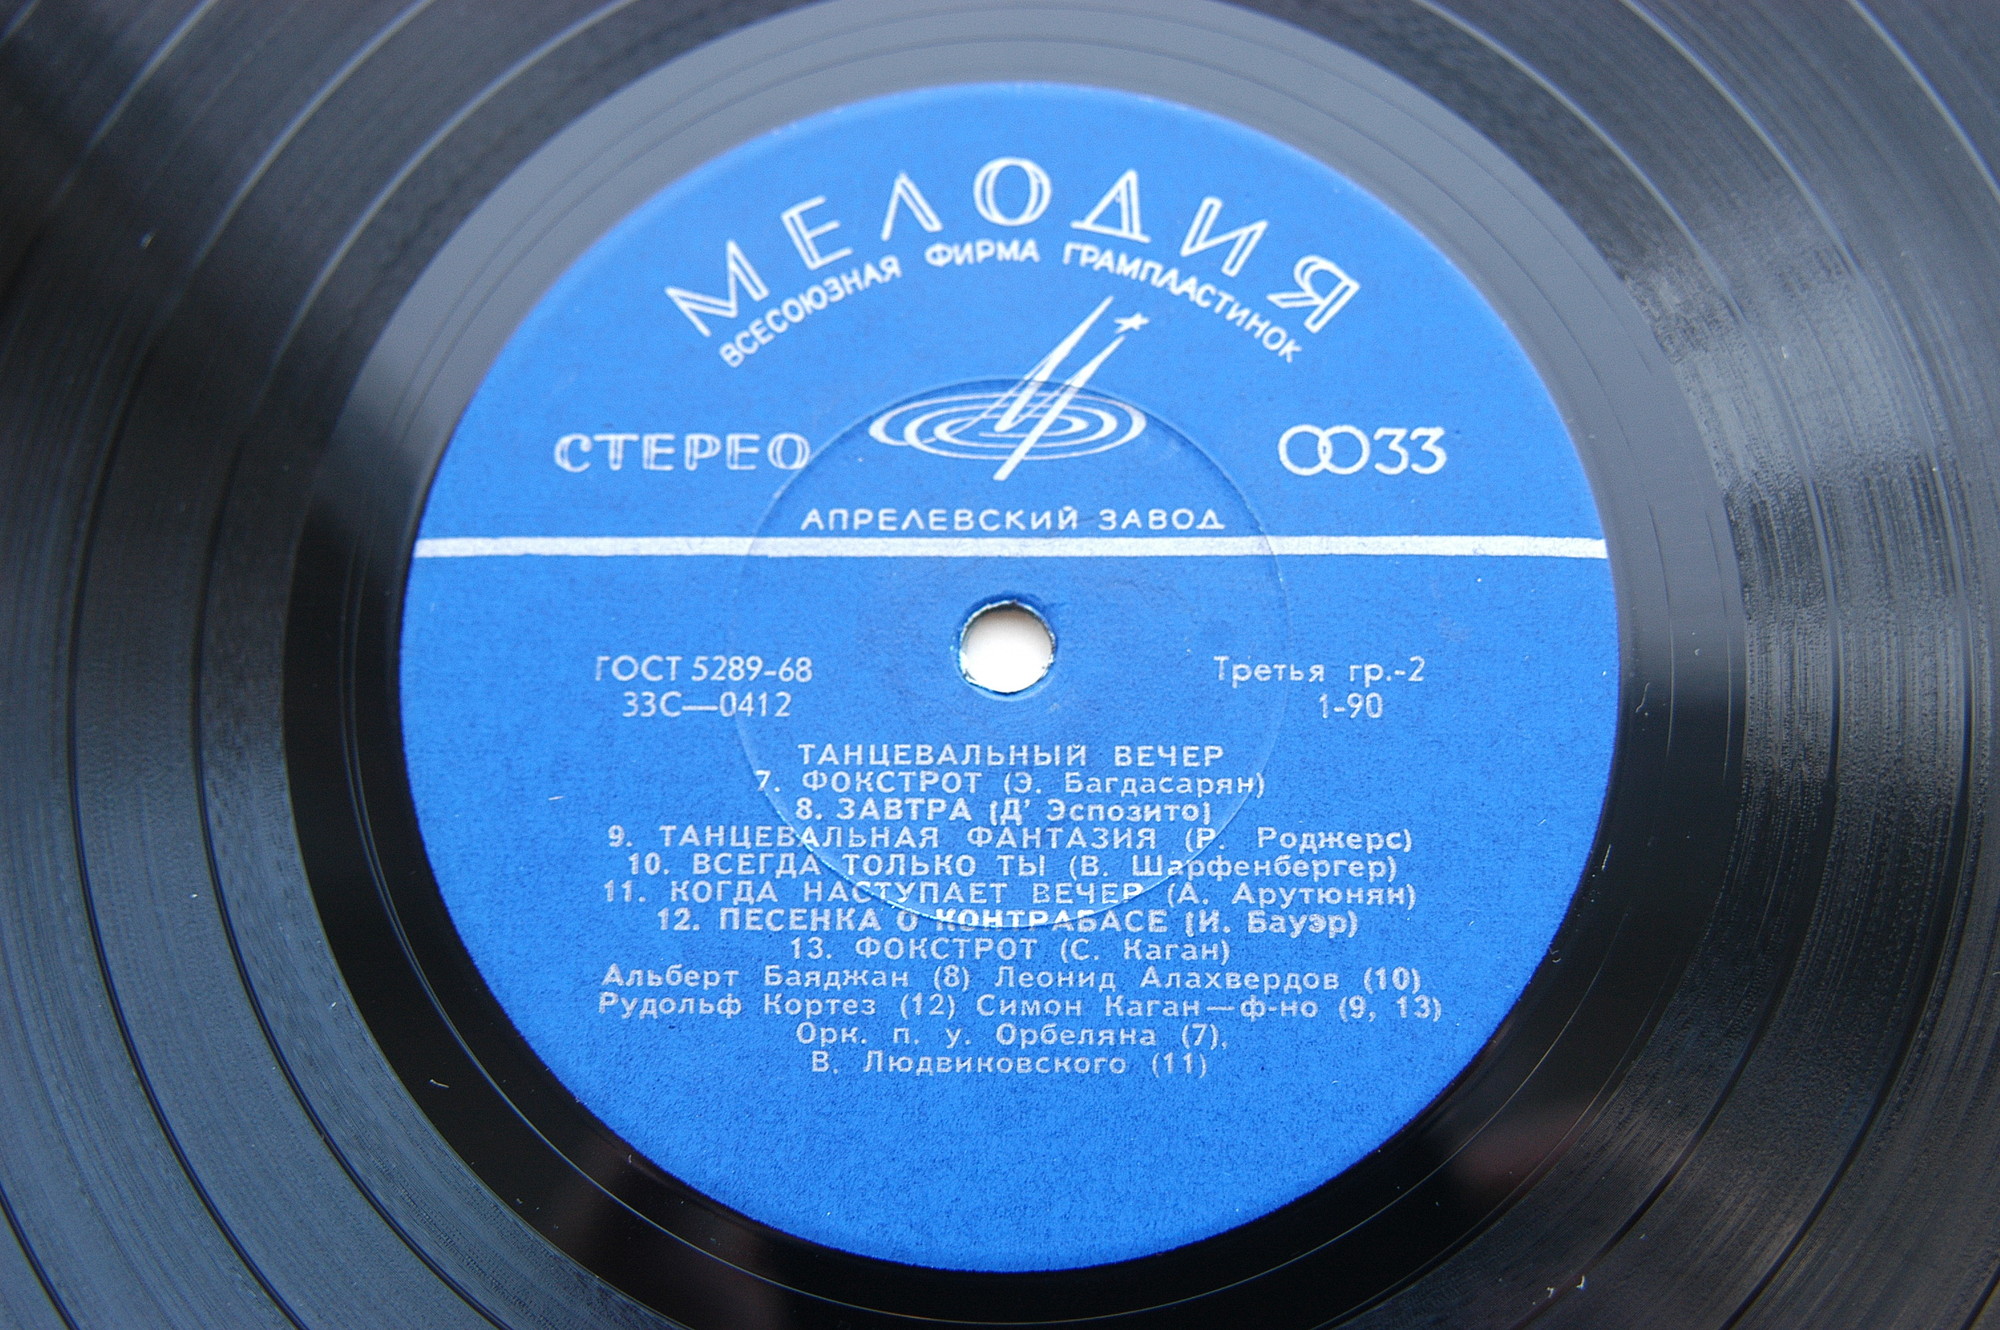 МЕЛОДИЯ
ВСЕСОЮЗНАЯ ФИРМА ГРАМПЛАСТИНОК
СТЕРЕО
33
АПРЕЛЕВСКИЙ ЗАВОД
ГОСТ 5289-68
33С—0412
Третья гр.-2
1-90
ТАНЦЕВАЛЬНЫЙ ВЕЧЕР
7. ФОКСТРОТ (Э. Багдасарян)
8. ЗАВТРА (Д' Эспозито)
9. ТАНЦЕВАЛЬНАЯ ФАНТАЗИЯ (Р. Роджерс)
10. ВСЕГДА ТОЛЬКО ТЫ (В. Шарфенбергер)
11. КОГДА НАСТУПАЕТ ВЕЧЕР (А. Арутюнян)
12. ПЕСЕНКА О КОНТРАБАСЕ (И. Бауэр)
13. ФОКСТРОТ (С. Каган)
Альберт Баяджан (8) Леонид Алахвердов (10)
Рудольф Кортез (12) Симон Каган—ф-но (9, 13)
Орк. п. у. Орбеляна (7),
В. Людвиковского (11)